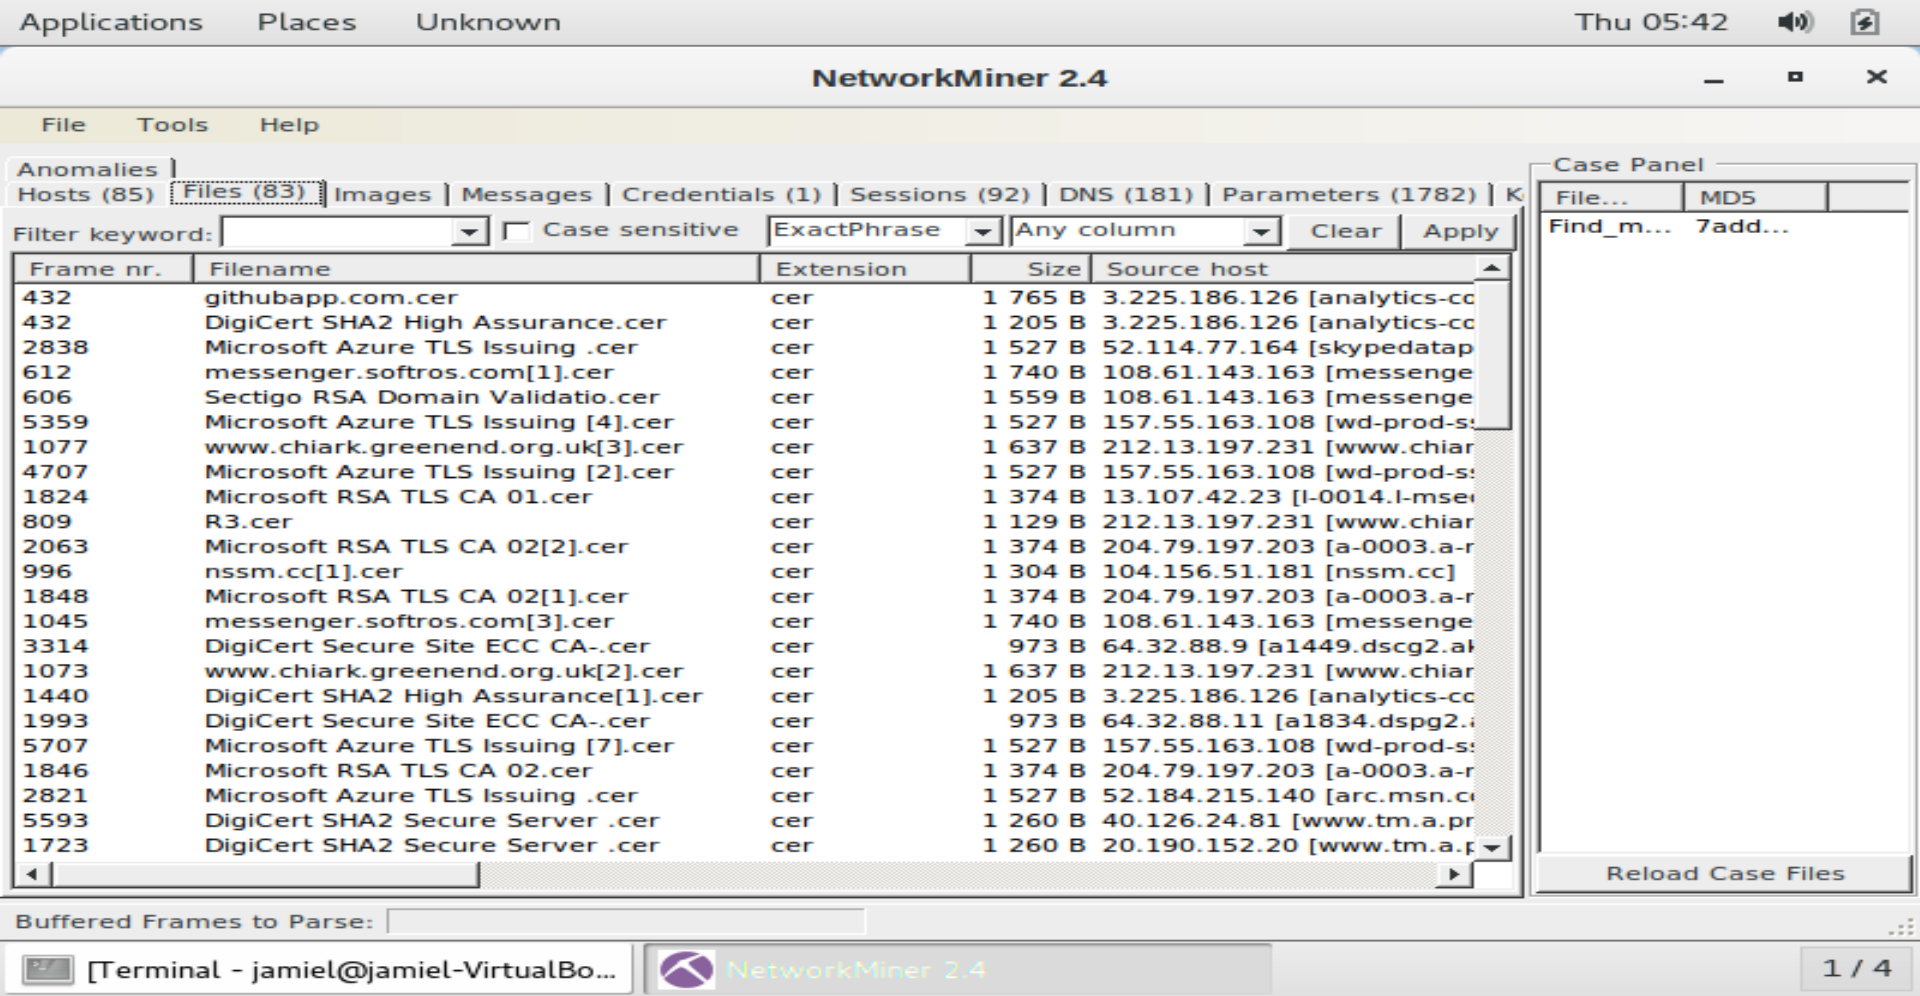 Applications Places Unknown Thu 05:42
NetworkMiner 2.4
File Tools Help
Anomalies
Hosts (85) Files (83) Images Messages Credentials (1) Sessions (92) DNS (181) Parameters (1782) K
Filter keyword: Case sensitive ExactPhrase Any column Clear Apply
Frame nr. Filename Extension Size Source host
432 githubapp.com.cer cer 1 765 B 3.225.186.126 [analytics-co
432 DigiCert SHA2 High Assurance.cer cer 1 205 B 3.225.186.126 [analytics-co
2838 Microsoft Azure TLS Issuing .cer cer 1 527 B 52.114.77.164 [skypedatap
612 messenger.softros.com[1].cer cer 1 740 B 108.61.143.163 [messenge
606 Sectigo RSA Domain Validatio.cer cer 1 559 B 108.61.143.163 [messenge
5359 Microsoft Azure TLS Issuing [4].cer cer 1 527 B 157.55.163.108 [wd-prod-s
1077 www.chiark.greenend.org.uk[3].cer cer 1 637 B 212.13.197.231 [www.chiar
4707 Microsoft Azure TLS Issuing [2].cer cer 1 527 B 157.55.163.108 [wd-prod-s
1824 Microsoft RSA TLS CA 01.cer cer 1 374 B 13.107.42.23 [l-0014.l-mse
809 R3.cer cer 1 129 B 212.13.197.231 [www.chiar
2063 Microsoft RSA TLS CA 02[2].cer cer 1 374 B 204.79.197.203 [a-0003.a-r
996 nssm.cc[1].cer cer 1 304 B 104.156.51.181 [nssm.cc]
1848 Microsoft RSA TLS CA 02[1].cer cer 1 374 B 204.79.197.203 [a-0003.a-r
1045 messenger.softros.com[3].cer cer 1 740 B 108.61.143.163 [messenge
3314 DigiCert Secure Site ECC CA-.cer cer 973 B 64.32.88.9 [a1449.dscg2.ak
1073 www.chiark.greenend.org.uk[2].cer cer 1 637 B 212.13.197.231 [www.chiar
1440 DigiCert SHA2 High Assurance[1].cer cer 1 205 B 3.225.186.126 [analytics-co
1993 DigiCert Secure Site ECC CA-.cer cer 973 B 64.32.88.11 [a1834.dspg2.
5707 Microsoft Azure TLS Issuing [7].cer cer 1 527 B 157.55.163.108 [wd-prod-s
1846 Microsoft RSA TLS CA 02.cer cer 1 374 B 204.79.197.203 [a-0003.a-r
2821 Microsoft Azure TLS Issuing .cer cer 1 527 B 52.184.215.140 [arc.msn.c
5593 DigiCert SHA2 Secure Server .cer cer 1 260 B 40.126.24.81 [www.tm.a.pr
1723 DigiCert SHA2 Secure Server .cer cer 1 260 B 20.190.152.20 [www.tm.a.p
Case Panel
File... MD5
Find_m... 7add...
Reload Case Files
Buffered Frames to Parse:
[Terminal - jamiel@jamiel-VirtualBo... NetworkMiner 2.4 1 / 4